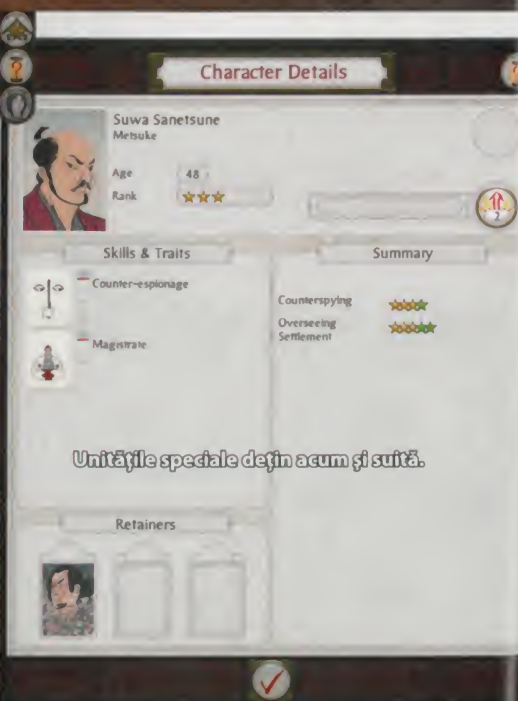 Character Details
Suwa Sanetsune
Metsuke
Age 48
Rank
2
Skills & Traits
Summary
Counter-espionage
Magistrate
Counterspying
Overseeing
Settlement
Unitățile speciale dețin acum și suită.
Retainers